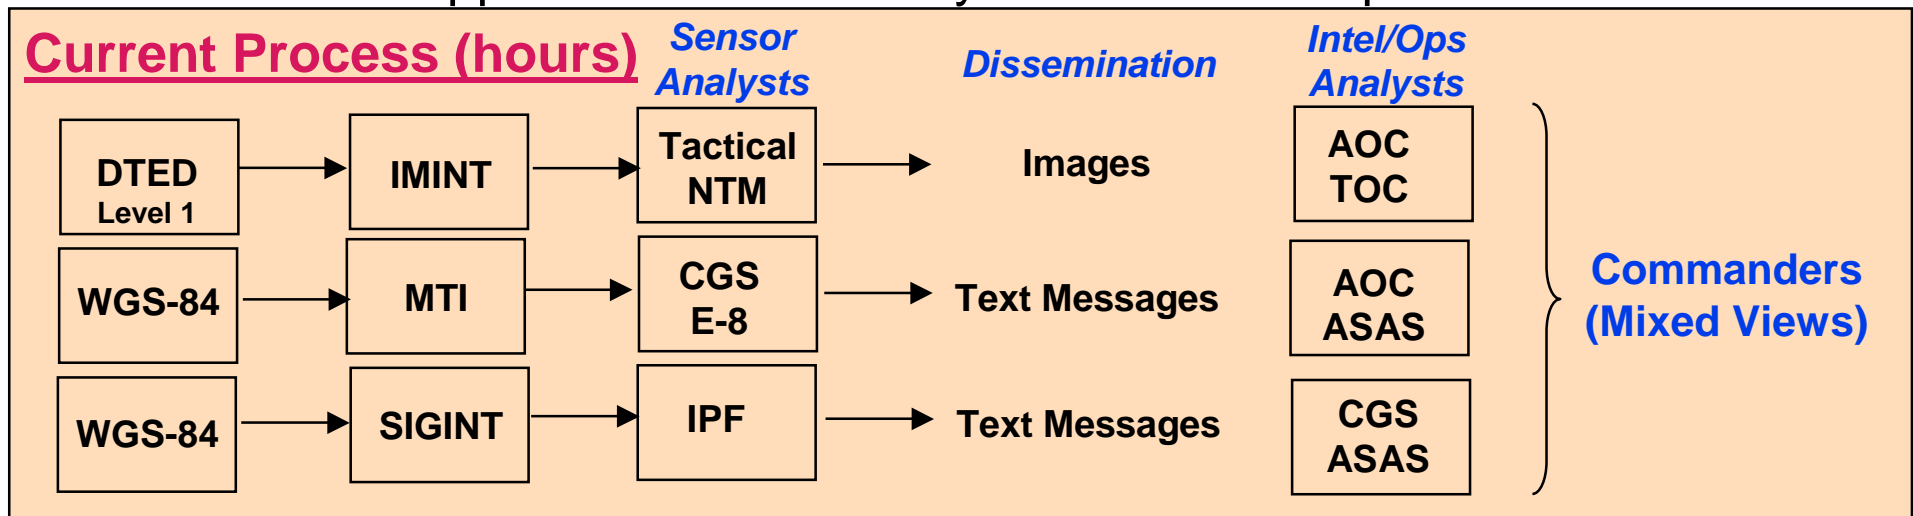 Current Process (hours)
Sensor
Analysts
Dissemination
Intel/Ops
Analysts
DTED
Level 1
IMINT
Tactical
NTM
Images
AOC
TOC
WGS-84
MTI
CGS
E-8
Text Messages
AOC
ASAS
WGS-84
SIGINT
IPF
Text Messages
CGS
ASAS
Commanders
(Mixed Views)